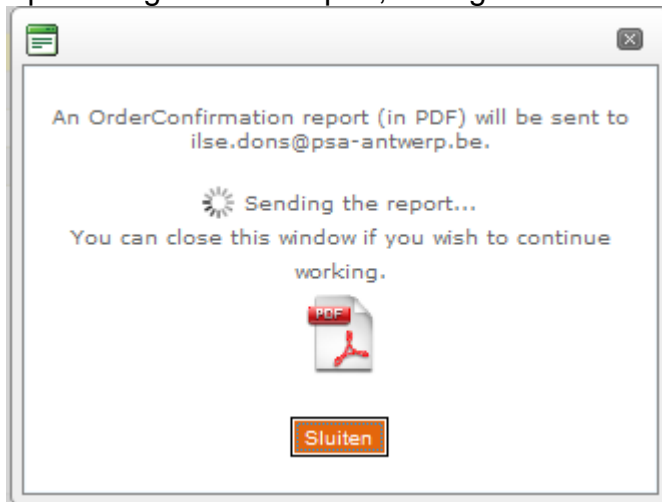 An OrderConfirmation report (in PDF) will be sent to
ilse.dons@psa-antwerp.be.
Sending the report...
You can close this window if you wish to continue
working.
PDF
Sluiten